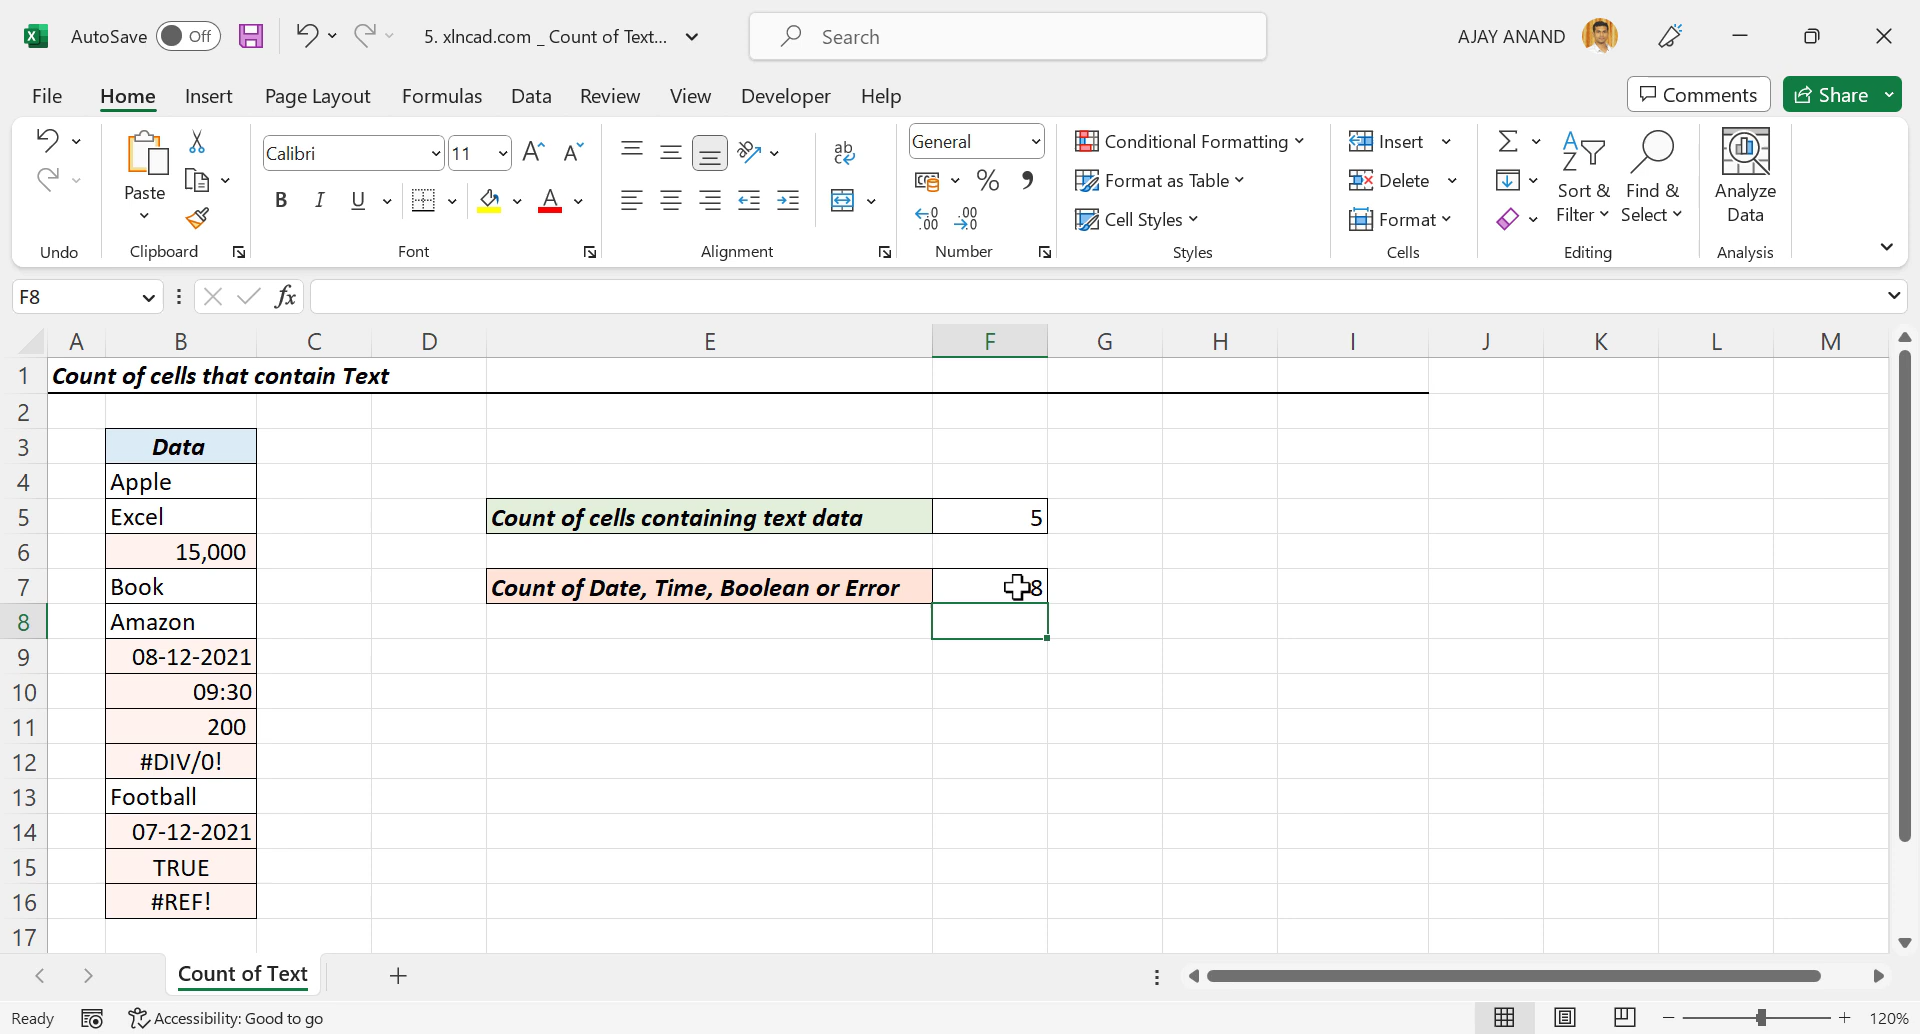 AutoSave Off 5. xlncad.com _ Count of Text... Search AJAY ANAND
File Home Insert Page Layout Formulas Data Review View Developer Help Comments Share
Calibri 11 General Conditional Formatting Insert
Paste Format as Table Delete Sort & Filter Find & Select Analyze Data
B I U ab % Cell Styles Format
Undo Clipboard Font Alignment Number Styles Cells Editing Analysis
F8 fx
A B C D E F G H I J K L M
1 Count of cells that contain Text
2
3 Data
4 Apple
5 Excel Count of cells containing text data 5
6 15,000
7 Book Count of Date, Time, Boolean or Error 8
8 Amazon
9 08-12-2021
10 09:30
11 200
12 #DIV/0!
13 Football
14 07-12-2021
15 TRUE
16 #REF!
17
Count of Text
Ready Accessibility: Good to go 120%